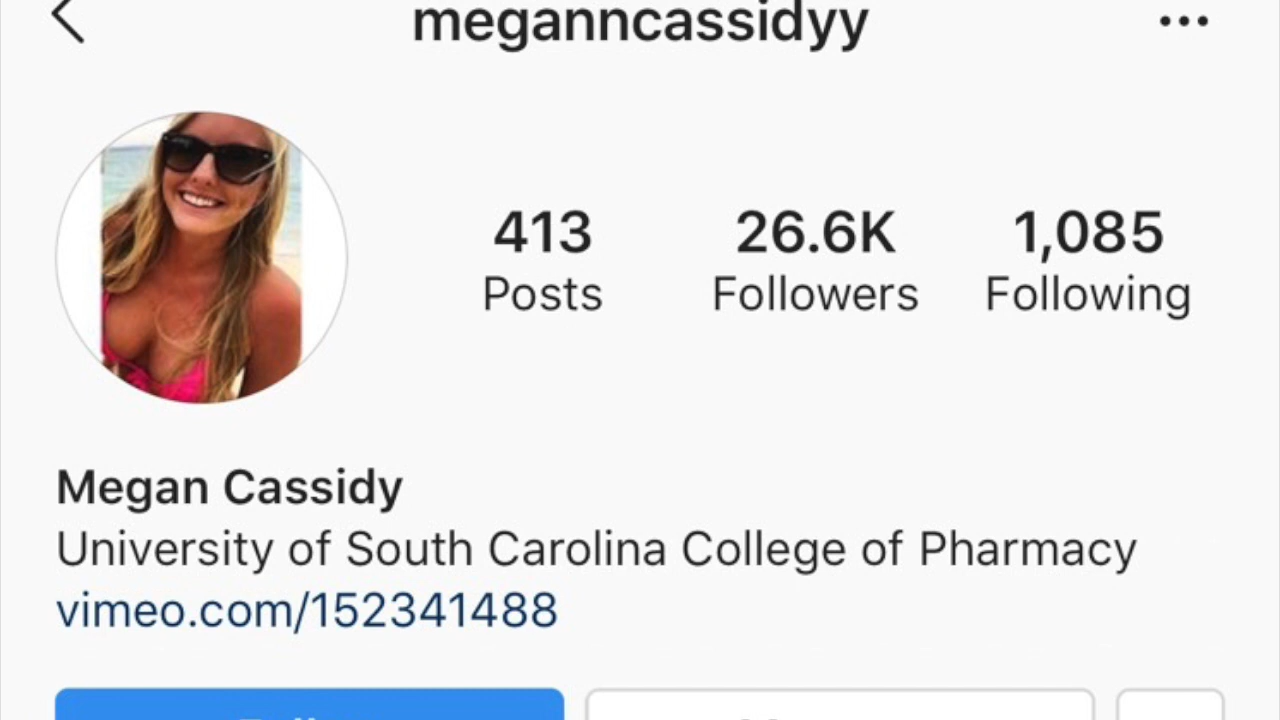 meganncassidyy
413 26.6K 1,085
Posts Followers Following
Megan Cassidy
University of South Carolina College of Pharmacy
vimeo.com/152341488